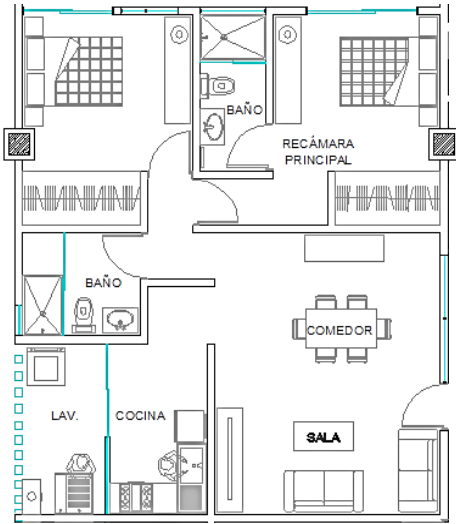 BAÑO
RECÁMARA
PRINCIPAL
BAÑO
COMEDOR
LAV.
COCINA
SALA